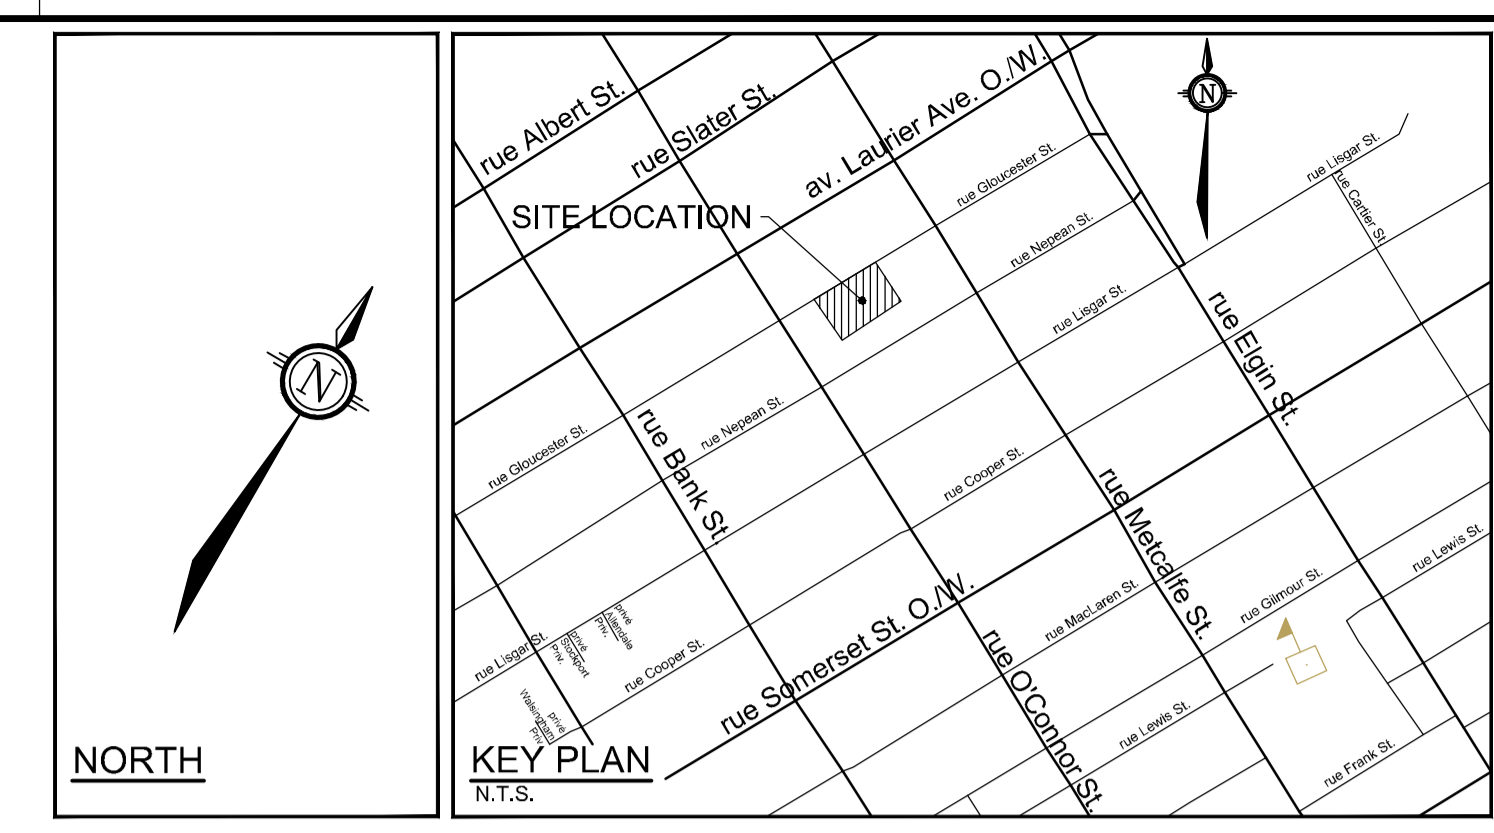 N
NORTH
N
rue Albert St.
rue Slater St.
av. Laurier Ave. O./W.
SITE LOCATION
rue Gloucester St.
rue Lisgar St.
rue Cartier St.
rue Nepean St.
rue Lisgar St.
rue Elgin St.
rue Gloucester St.
rue Nepean St.
rue Bank St.
rue Cooper St.
rue Metcalfe St.
rue Lewis St.
rue Gilmour St.
rue MacLaren St.
rue Somerset St. O./W.
privé
Allendale
Priv.
privé
Stockport
Priv.
rue Lisgar St.
rue Cooper St.
privé
Walsingham
Priv.
rue O'Connor St.
rue Lewis St.
rue Frank St.
KEY PLAN
N.T.S.